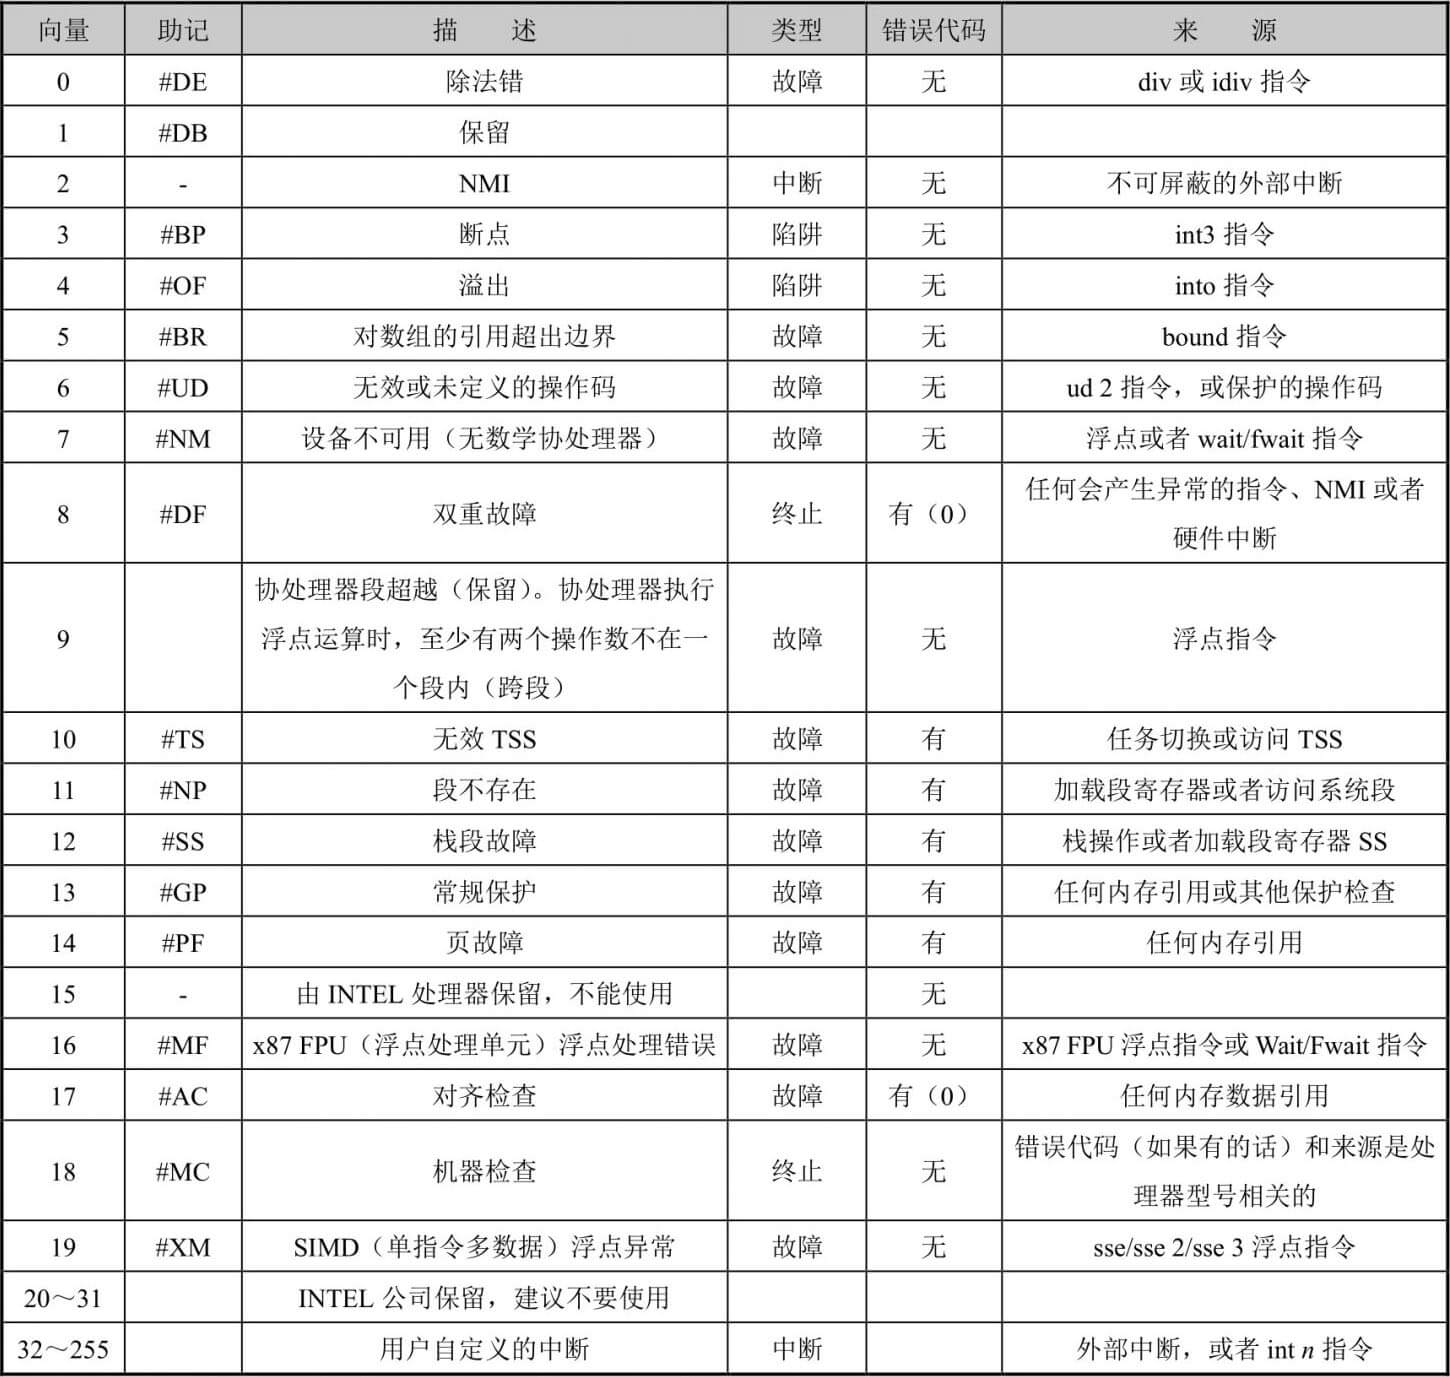 向量 助记 描 述 类型 错误代码 来 源
0 #DE 除法错 故障 无 div 或 idiv 指令
1 #DB 保留
2 - NMI 中断 无 不可屏蔽的外部中断
3 #BP 断点 陷阱 无 int3 指令
4 #OF 溢出 陷阱 无 into 指令
5 #BR 对数组的引用超出边界 故障 无 bound 指令
6 #UD 无效或未定义的操作码 故障 无 ud 2 指令，或保护的操作码
7 #NM 设备不可用（无数学协处理器） 故障 无 浮点或者 wait/fwait 指令
8 #DF 双重故障 终止 有（0） 任何会产生异常的指令、NMI 或者
硬件中断
9 协处理器段超越（保留）。协处理器执行
浮点运算时，至少有两个操作数不在一
个段内（跨段） 故障 无 浮点指令
10 #TS 无效 TSS 故障 有 任务切换或访问 TSS
11 #NP 段不存在 故障 有 加载段寄存器或者访问系统段
12 #SS 栈段故障 故障 有 栈操作或者加载段寄存器 SS
13 #GP 常规保护 故障 有 任何内存引用或其他保护检查
14 #PF 页故障 故障 有 任何内存引用
15 - 由 INTEL 处理器保留，不能使用 无
16 #MF x87 FPU（浮点处理单元）浮点处理错误 故障 无 x87 FPU 浮点指令或 Wait/Fwait 指令
17 #AC 对齐检查 故障 有（0） 任何内存数据引用
18 #MC 机器检查 终止 无 错误代码（如果有的话）和来源是处
理器型号相关的
19 #XM SIMD（单指令多数据）浮点异常 故障 无 sse/sse 2/sse 3 浮点指令
20～31 INTEL 公司保留，建议不要使用
32～255 用户自定义的中断 中断 外部中断，或者 int n 指令